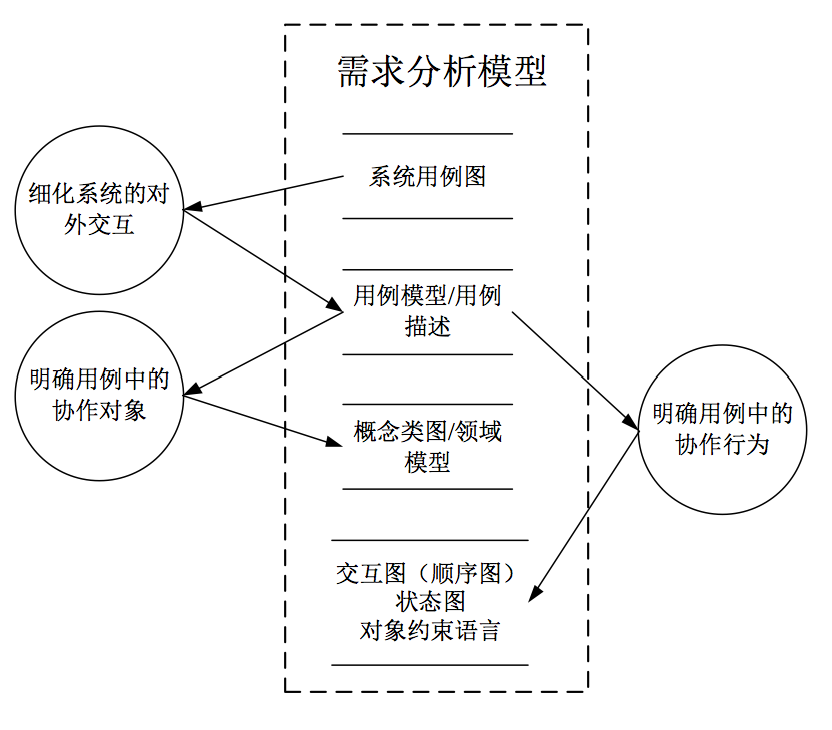 需求分析模型
细化系统的对
外交互
系统用例图
用例模型/用例
描述
明确用例中的
协作对象
概念类图/领域
模型
明确用例中的
协作行为
交互图（顺序图）
状态图
对象约束语言